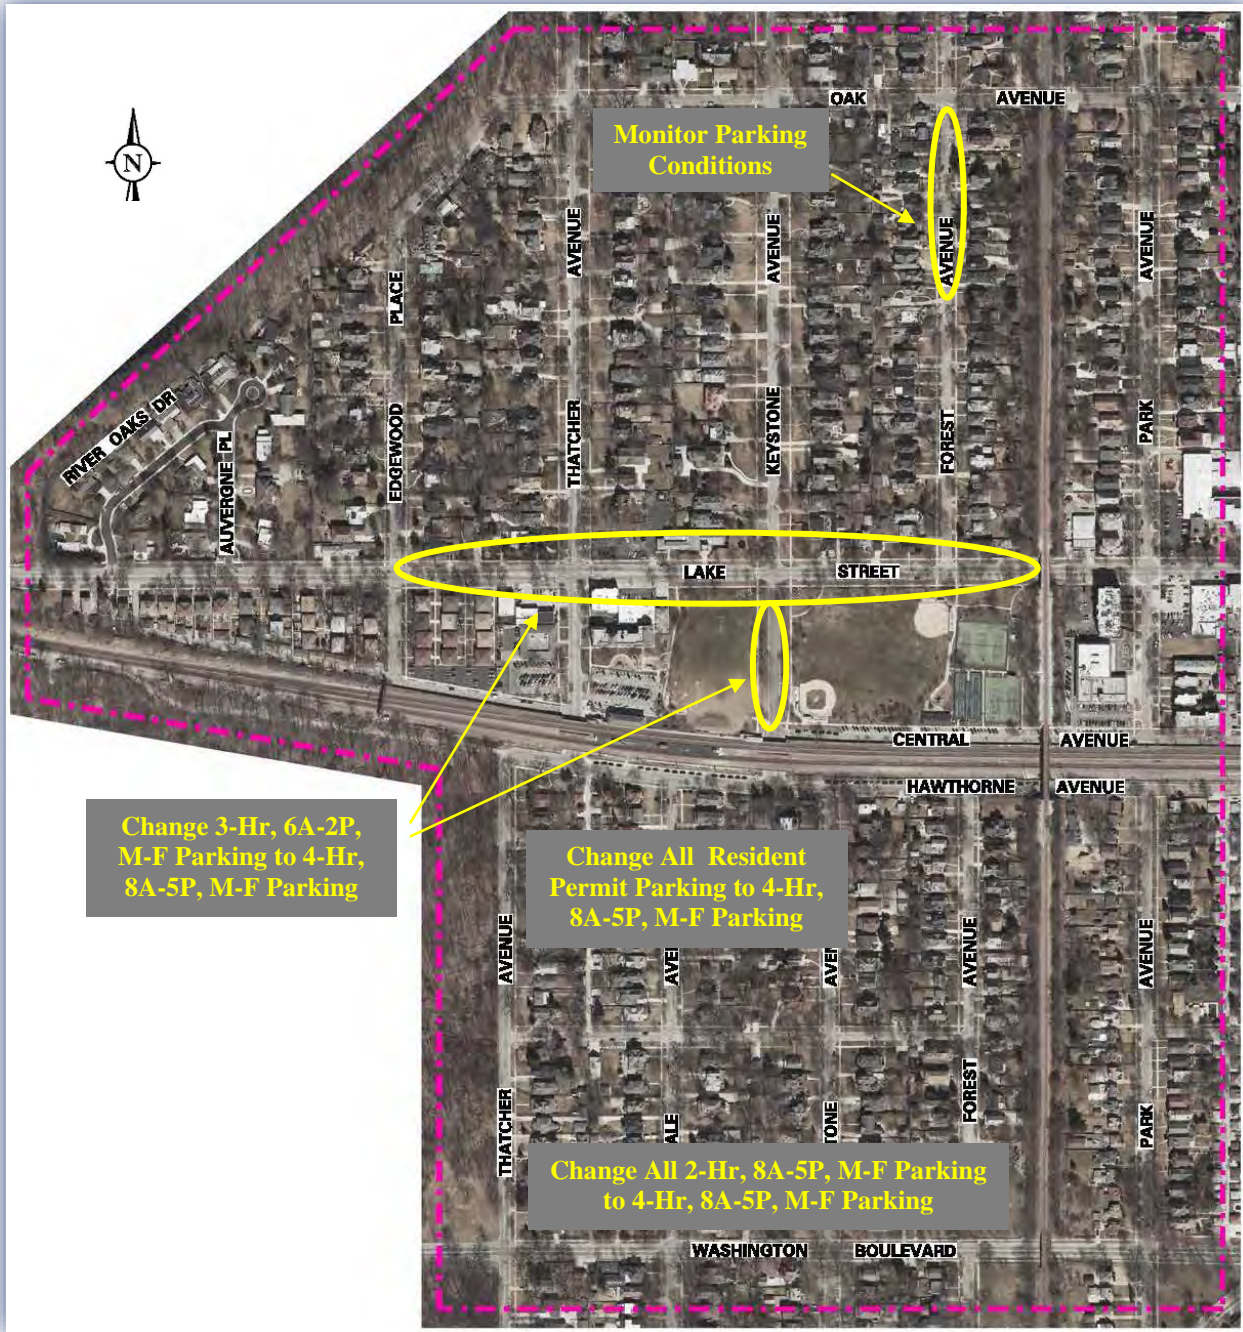 OAK AVENUE
Monitor Parking
Conditions
N
AVENUE
AVENUE
AVENUE
AVENUE
PLACE
RIVER OAKS DR
AUVERGNE PL
EDGEWOOD
THATCHER
KEYSTONE
FOREST
PARK
LAKE STREET
CENTRAL AVENUE
HAWTHORNE AVENUE
Change 3-Hr, 6A-2P,
M-F Parking to 4-Hr,
8A-5P, M-F Parking
Change All Resident
Permit Parking to 4-Hr,
8A-5P, M-F Parking
AVENUE
AVE
AVEN
AVENUE
AVENUE
THATCHER
ALE
TONE
FOREST
PARK
Change All 2-Hr, 8A-5P, M-F Parking
to 4-Hr, 8A-5P, M-F Parking
WASHINGTON BOULEVARD